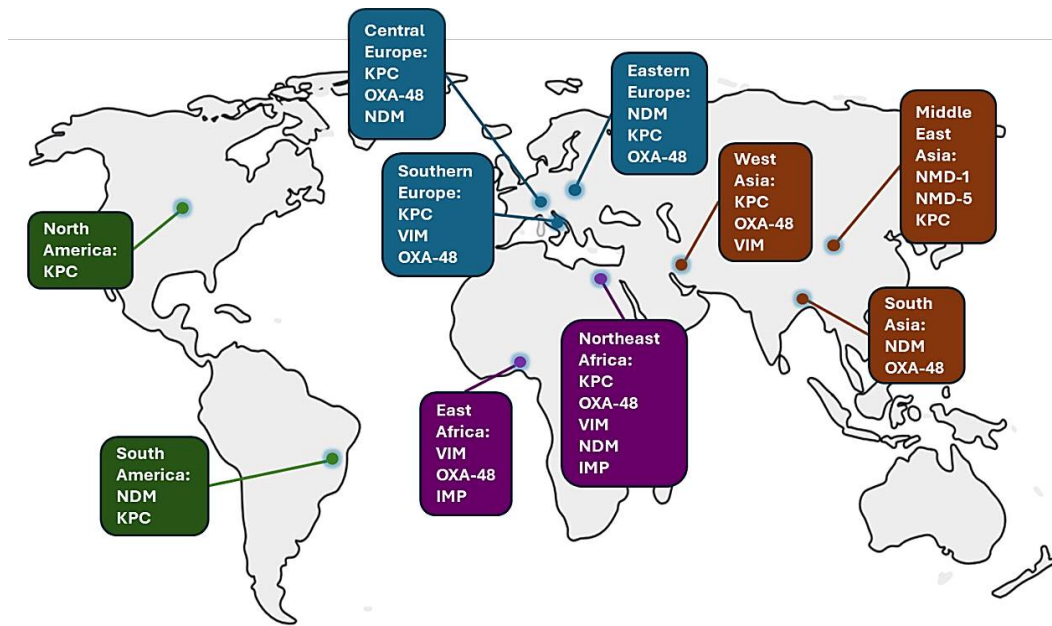 Central
Europe:
KPC
OXA-48
NDM
Eastern
Europe:
NDM
KPC
OXA-48
Middle
East
Asia:
NMD-1
NMD-5
KPC
West
Asia:
KPC
OXA-48
VIM
Southern
Europe:
KPC
VIM
OXA-48
North
America:
KPC
South
Asia:
NDM
OXA-48
Northeast
Africa:
KPC
OXA-48
VIM
NDM
IMP
East
Africa:
VIM
OXA-48
IMP
South
America:
NDM
KPC